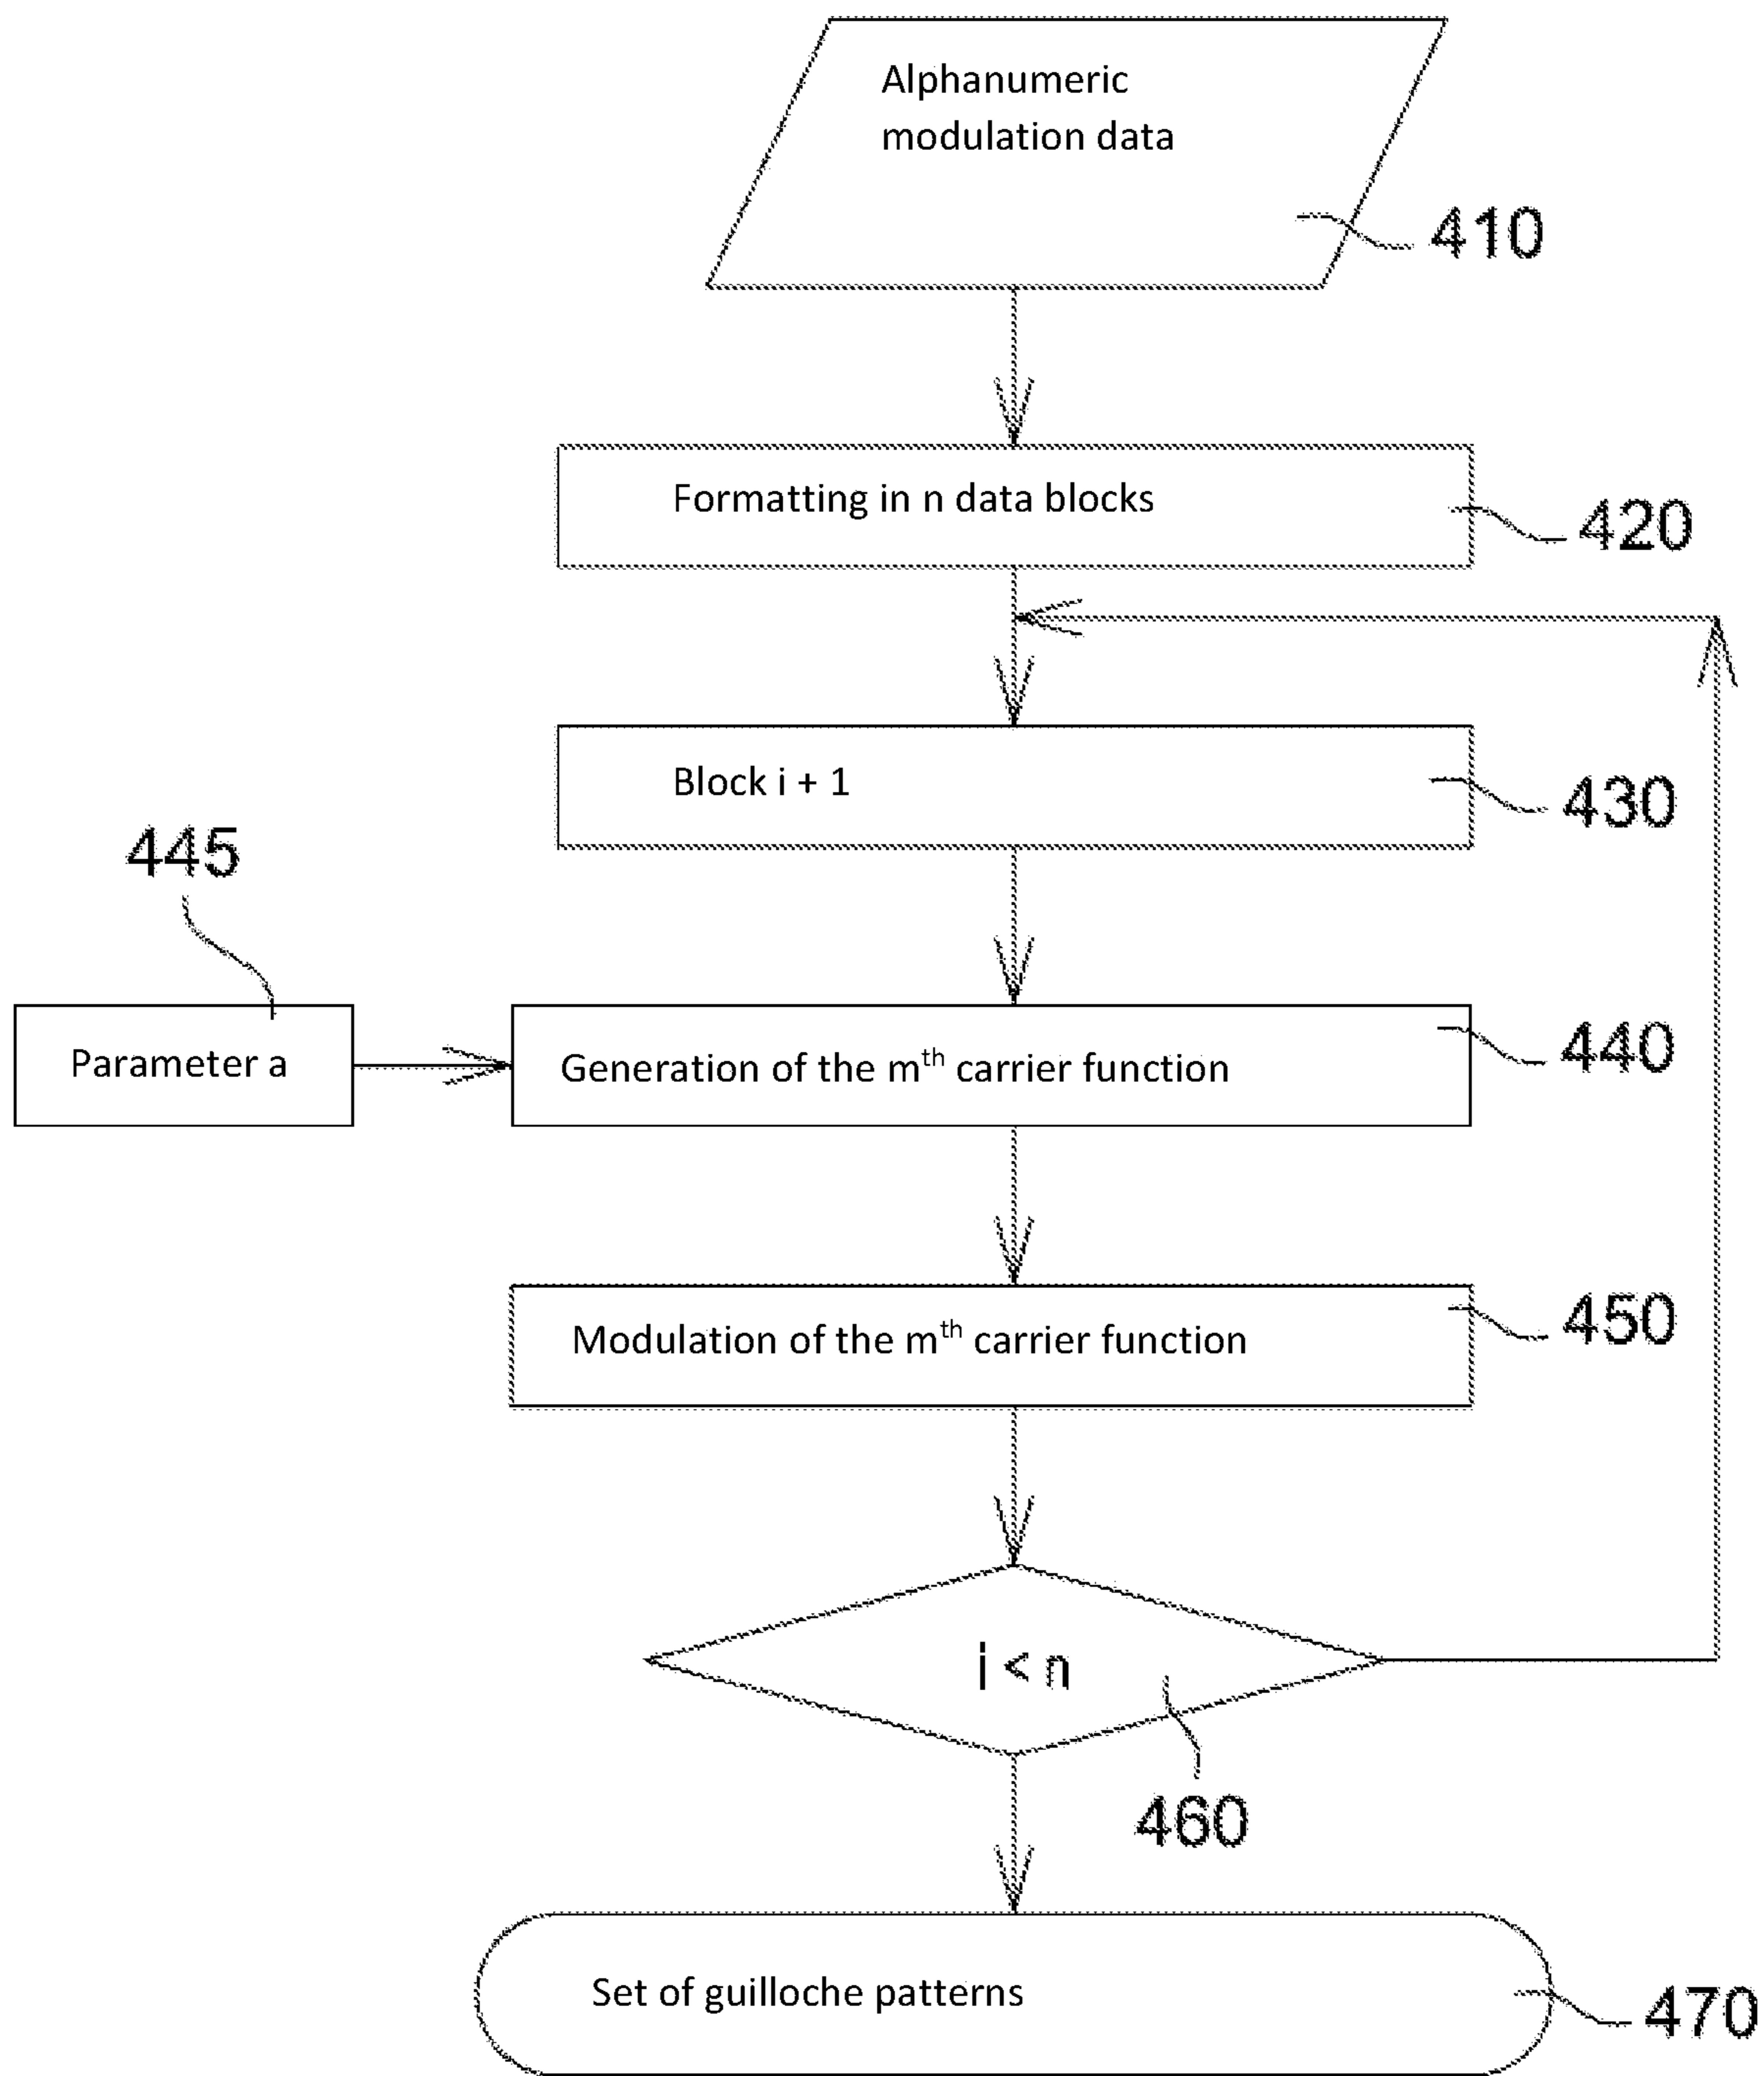 Alphanumeric
modulation data
410
Formatting in n data blocks
420
Block i + 1
430
445
Parameter a
Generation of the mᵗʰ carrier function
440
Modulation of the mᵗʰ carrier function
450
i < n
460
Set of guilloche patterns
470